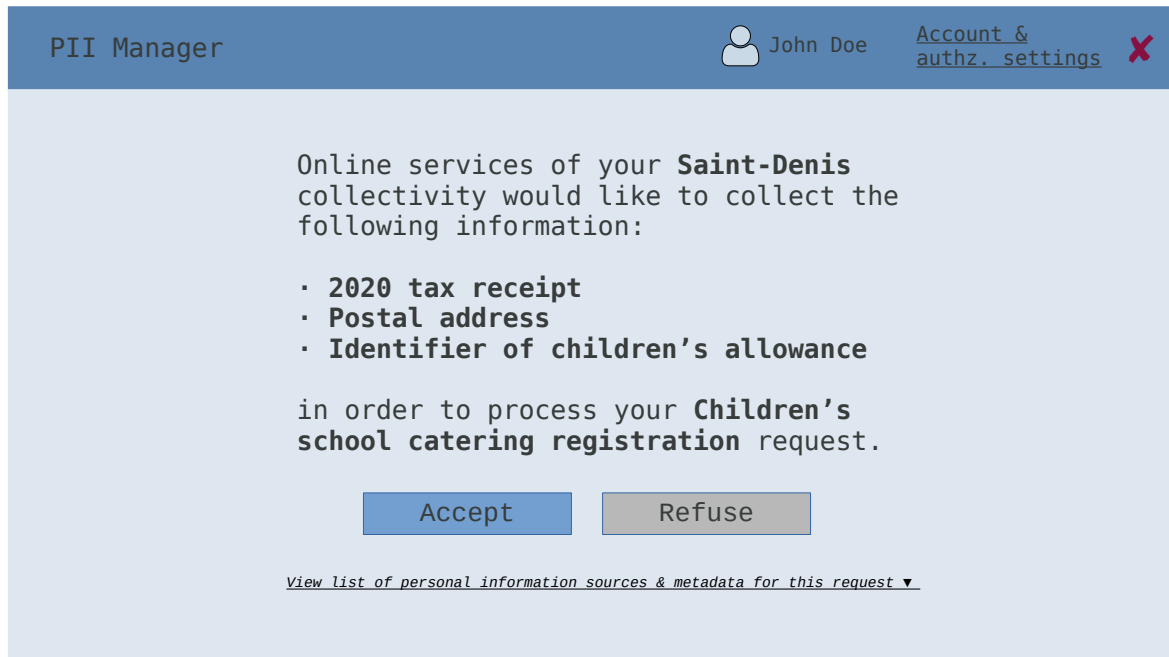 PII Manager
John Doe
Account &
authz. settings
✘
Online services of your Saint-Denis
collectivity would like to collect the
following information:
· 2020 tax receipt
· Postal address
· Identifier of children’s allowance
in order to process your Children’s
school catering registration request.
Accept
Refuse
View list of personal information sources & metadata for this request ▼